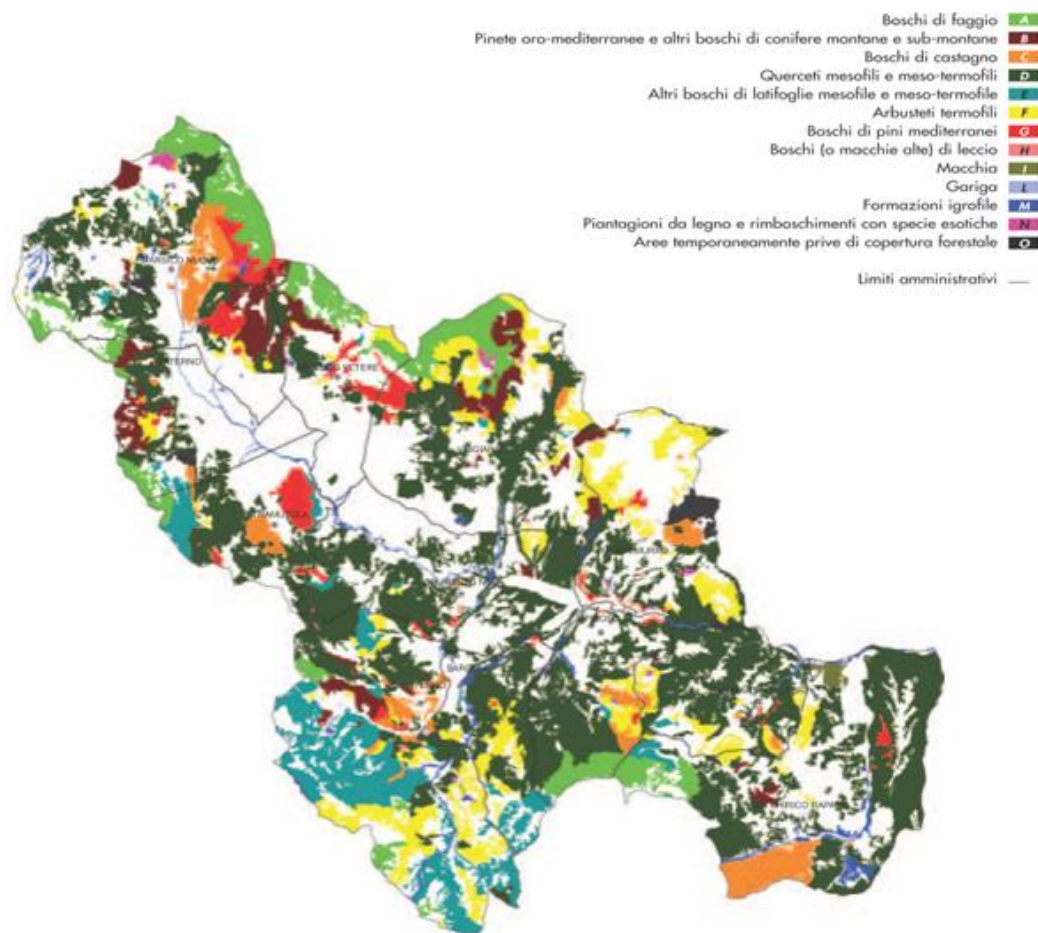 Boschi di faggio A
Pinete oro-mediterranee e altri boschi di conifere montane e sub-montane B
Boschi di castagno C
Querceti mesofili e meso-termofili D
Altri boschi di latifoglie mesofile e meso-termofile E
Arbusteti termofili F
Boschi di pini mediterranei G
Boschi (o macchie alte) di leccio H
Macchia I
Gariga L
Formazioni igrofile M
Piantagioni da legno e rimboschimenti con specie esotiche N
Aree temporaneamente prive di copertura forestale O
Limiti amministrativi